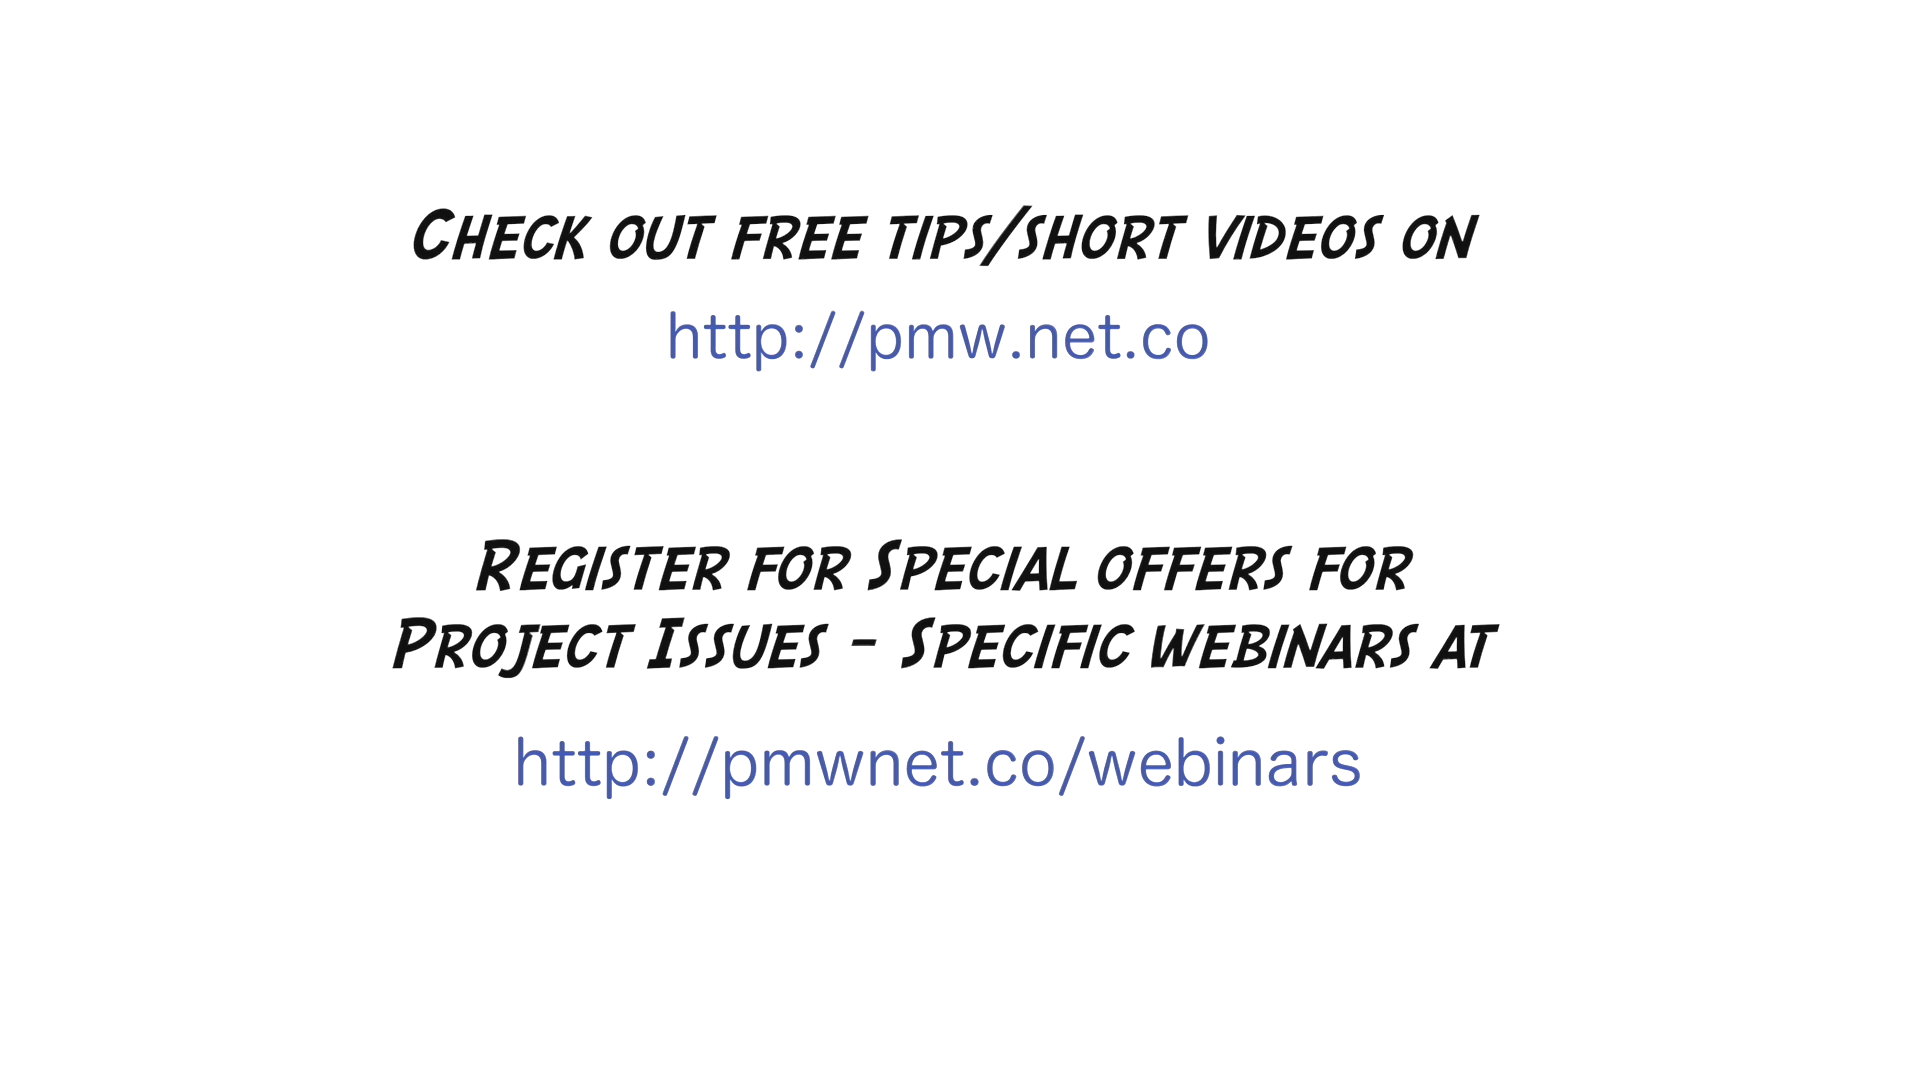 Check out free tips/short videos on
http://pmw.net.co
Register for Special offers for
Project Issues - Specific webinars at
http://pmwnet.co/webinars